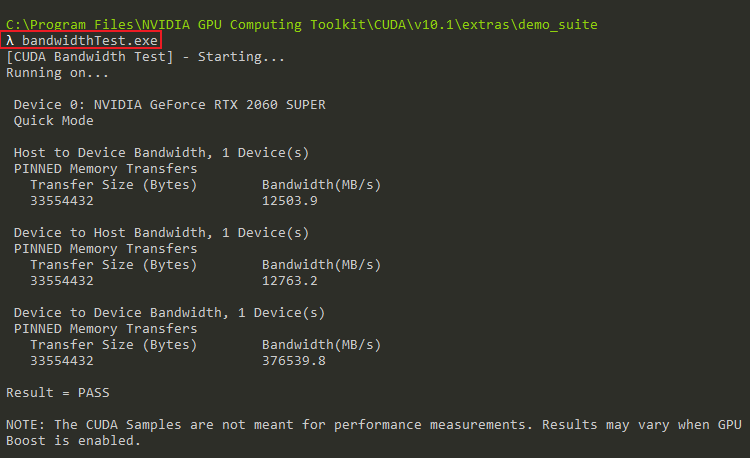 C:\Program Files\NVIDIA GPU Computing Toolkit\CUDA\v10.1\extras\demo_suite
λ bandwidthTest.exe
[CUDA Bandwidth Test] - Starting...
Running on...
Device 0: NVIDIA GeForce RTX 2060 SUPER
Quick Mode
Host to Device Bandwidth, 1 Device(s)
PINNED Memory Transfers
Transfer Size (Bytes) Bandwidth(MB/s)
33554432 12503.9
Device to Host Bandwidth, 1 Device(s)
PINNED Memory Transfers
Transfer Size (Bytes) Bandwidth(MB/s)
33554432 12763.2
Device to Device Bandwidth, 1 Device(s)
PINNED Memory Transfers
Transfer Size (Bytes) Bandwidth(MB/s)
33554432 376539.8
Result = PASS
NOTE: The CUDA Samples are not meant for performance measurements. Results may vary when GPU
Boost is enabled.